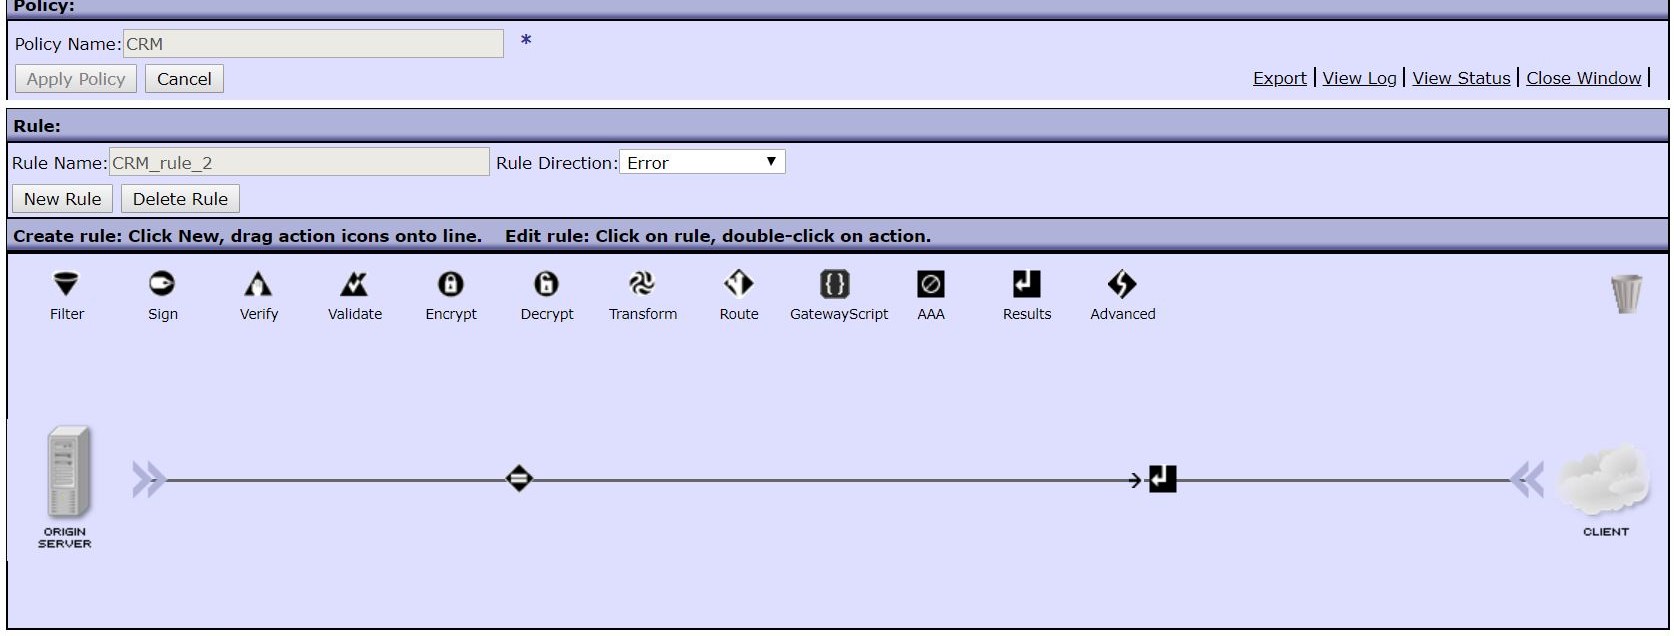 Policy:
Policy Name: CRM *
Apply Policy Cancel Export | View Log | View Status | Close Window |
Rule:
Rule Name: CRM_rule_2 Rule Direction: Error
New Rule Delete Rule
Create rule: Click New, drag action icons onto line. Edit rule: Click on rule, double-click on action.
Filter Sign Verify Validate Encrypt Decrypt Transform Route GatewayScript AAA Results Advanced
ORIGIN
SERVER
CLIENT